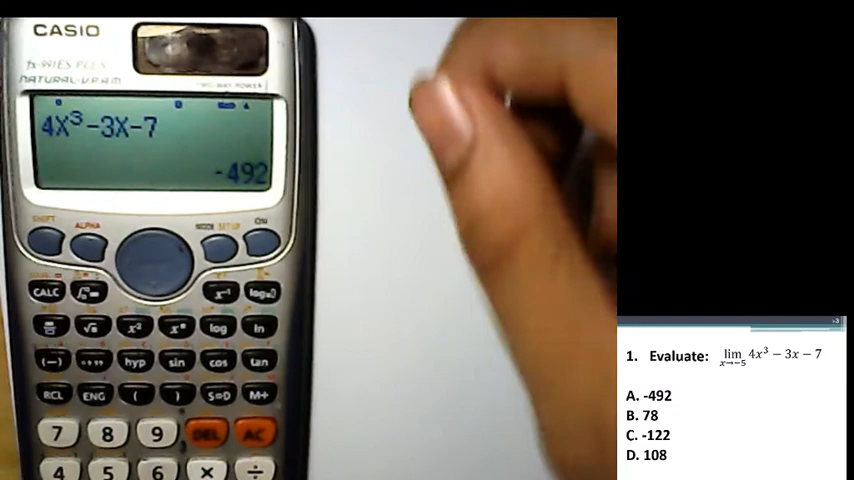 CASIO
fx-991ES PLUS
NATURAL-V.P.A.M.
TWO WAY POWER
4X³-3X-7
-492
SHIFT
ALPHA
MODE SETUP
ON
CALC
x⁻¹
√
x²
log
ln
(−)
hyp
sin
cos
tan
RCL
ENG
(
)
S⇔D
M+
7
8
9
DEL
AC
4
5
6
×
÷
1. Evaluate: lim x→−5 4x³ − 3x − 7
A. -492
B. 78
C. -122
D. 108